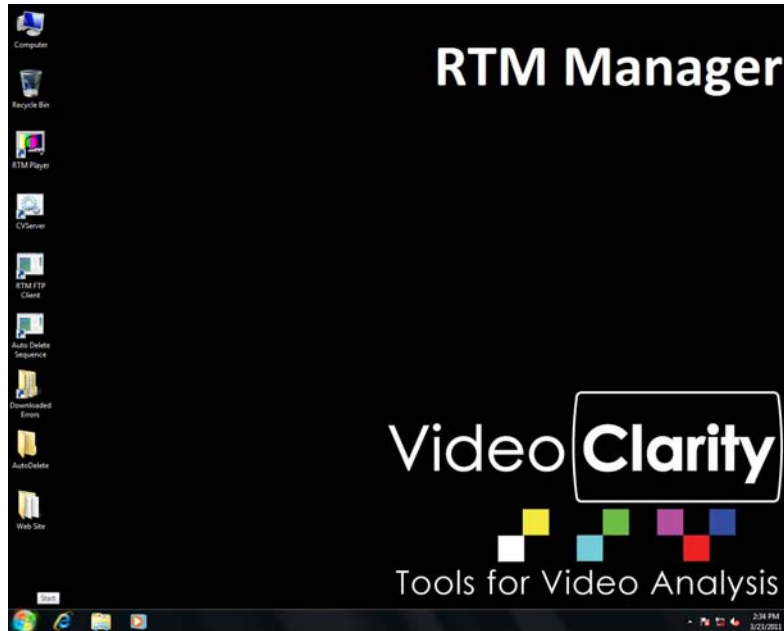 Computer
Recycle Bin
RTM Player
CVServer
RTM FTP
Client
Auto Delete
Sequence
Downloaded
Errors
AutoDelete
Web Site
RTM Manager
Video Clarity
Tools for Video Analysis
Start
2:34 PM
3/23/2011